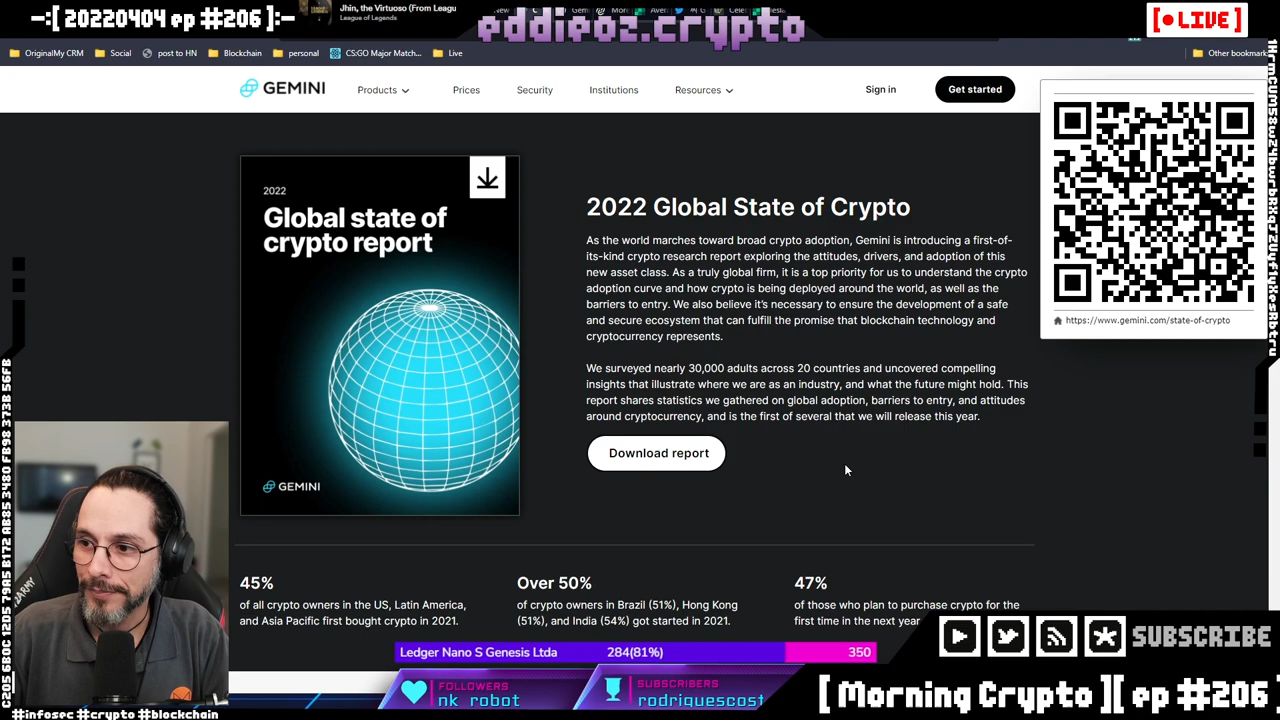 -:[ 20220404 ep #206 ]:-
Jhin, the Virtuoso (From Leagu
League of Legends
eddieoz.crypto
[●LIVE]
OriginalMy CRM
Social
post to HN
Blockchain
personal
CS:GO Major Match...
Live
Other bookmark
GEMINI
Products
Prices
Security
Institutions
Resources
Sign in
Get started
2022
Global state of
crypto report
GEMINI
2022 Global State of Crypto
As the world marches toward broad crypto adoption, Gemini is introducing a first-of-
its-kind crypto research report exploring the attitudes, drivers, and adoption of this
new asset class. As a truly global firm, it is a top priority for us to understand the crypto
adoption curve and how crypto is being deployed around the world, as well as the
barriers to entry. We also believe it's necessary to ensure the development of a safe
and secure ecosystem that can fulfill the promise that blockchain technology and
cryptocurrency represents.
We surveyed nearly 30,000 adults across 20 countries and uncovered compelling
insights that illustrate where we are as an industry, and what the future might hold. This
report shares statistics we gathered on global adoption, barriers to entry, and attitudes
around cryptocurrency, and is the first of several that we will release this year.
Download report
https://www.gemini.com/state-of-crypto
45%
of all crypto owners in the US, Latin America,
and Asia Pacific first bought crypto in 2021.
Over 50%
of crypto owners in Brazil (51%), Hong Kong
(51%), and India (54%) got started in 2021.
47%
of those who plan to purchase crypto for the
first time in the next year
Ledger Nano S Genesis Ltda
284(81%)
350
FOLLOWERS
nk_robot
SUBSCRIBERS
rodriguescost
SUBSCRIBE
[ Morning Crypto ][ ep #206
#infosec #crypto #blockchain